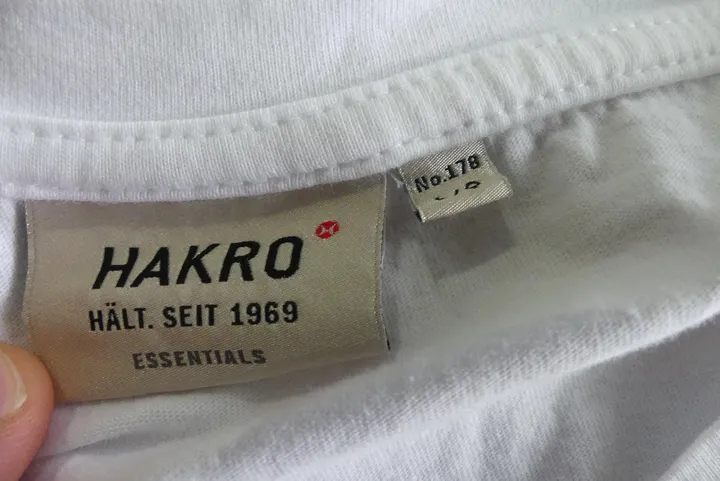 HAKRO
HÄLT. SEIT 1969
ESSENTIALS
No.178